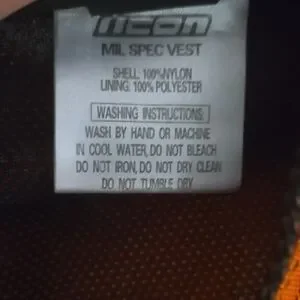 ICON
MIL SPEC VEST
SHELL: 100% NYLON
LINING: 100% POLYESTER
WASHING INSTRUCTIONS:
WASH BY HAND OR MACHINE
IN COOL WATER, DO NOT BLEACH
DO NOT IRON, DO NOT DRY CLEAN
DO NOT TUMBLE DRY